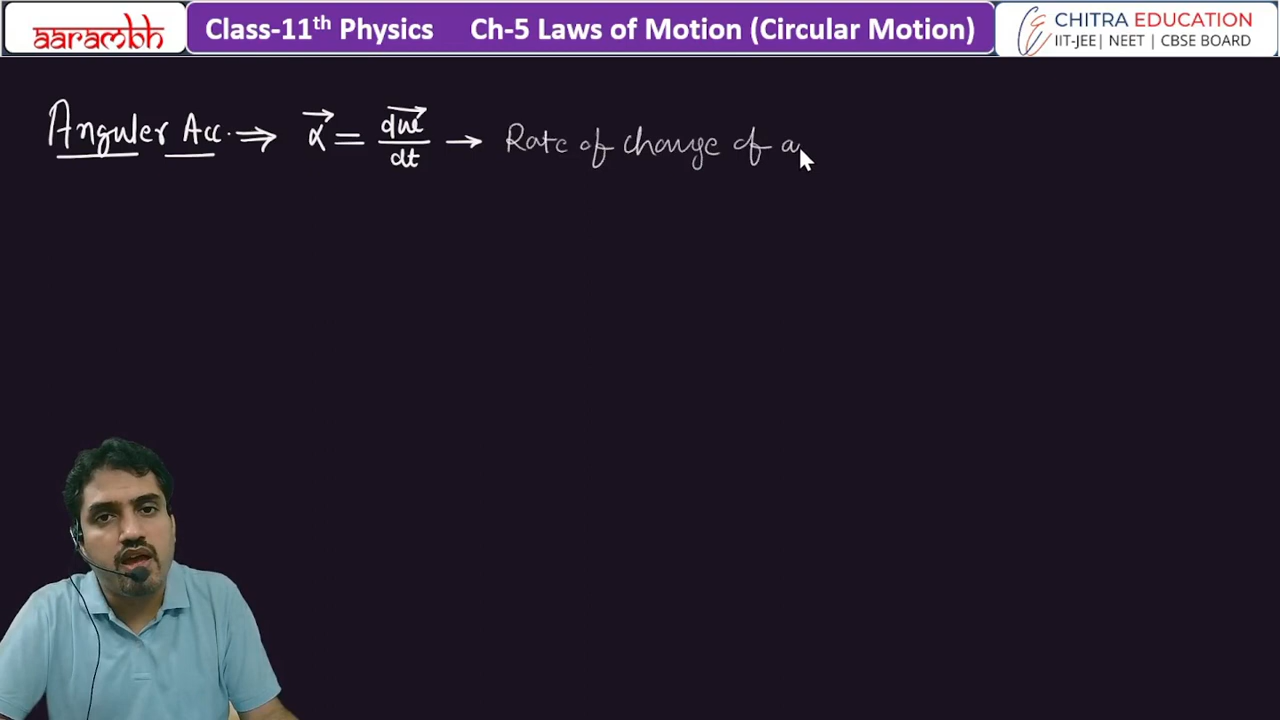 aarambh
Class-11th Physics Ch-5 Laws of Motion (Circular Motion)
CHITRA EDUCATION
IIT-JEE| NEET | CBSE BOARD
Anguler Acc. ⇒ α⃗ = dω⃗/dt → Rate of change of a